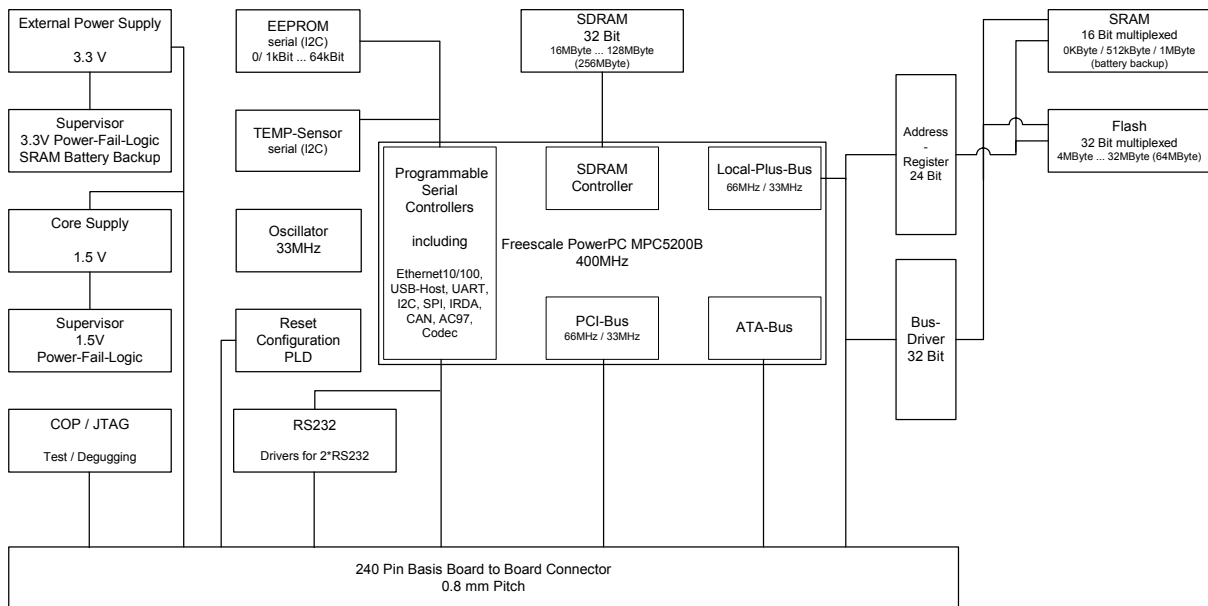 External Power Supply
3.3 V
Supervisor
3.3V Power-Fail-Logic
SRAM Battery Backup
Core Supply
1.5 V
Supervisor
1.5V
Power-Fail-Logic
COP / JTAG
Test / Degugging
EEPROM
serial (I2C)
0/ 1kBit ... 64kBit
TEMP-Sensor
serial (I2C)
Oscillator
33MHz
Reset
Configuration
PLD
RS232
Drivers for 2*RS232
SDRAM
32 Bit
16MByte ... 128MByte
(256MByte)
Programmable
Serial
Controllers
including
Ethernet10/100,
USB-Host, UART,
I2C, SPI, IRDA,
CAN, AC97,
Codec
SDRAM
Controller
Local-Plus-Bus
66MHz / 33MHz
Freescale PowerPC MPC5200B
400MHz
PCI-Bus
66MHz / 33MHz
ATA-Bus
Address
-
Register
24 Bit
Bus-
Driver
32 Bit
SRAM
16 Bit multiplexed
0KByte / 512kByte / 1MByte
(battery backup)
Flash
32 Bit multiplexed
4MByte ... 32MByte (64MByte)
240 Pin Basis Board to Board Connector
0.8 mm Pitch